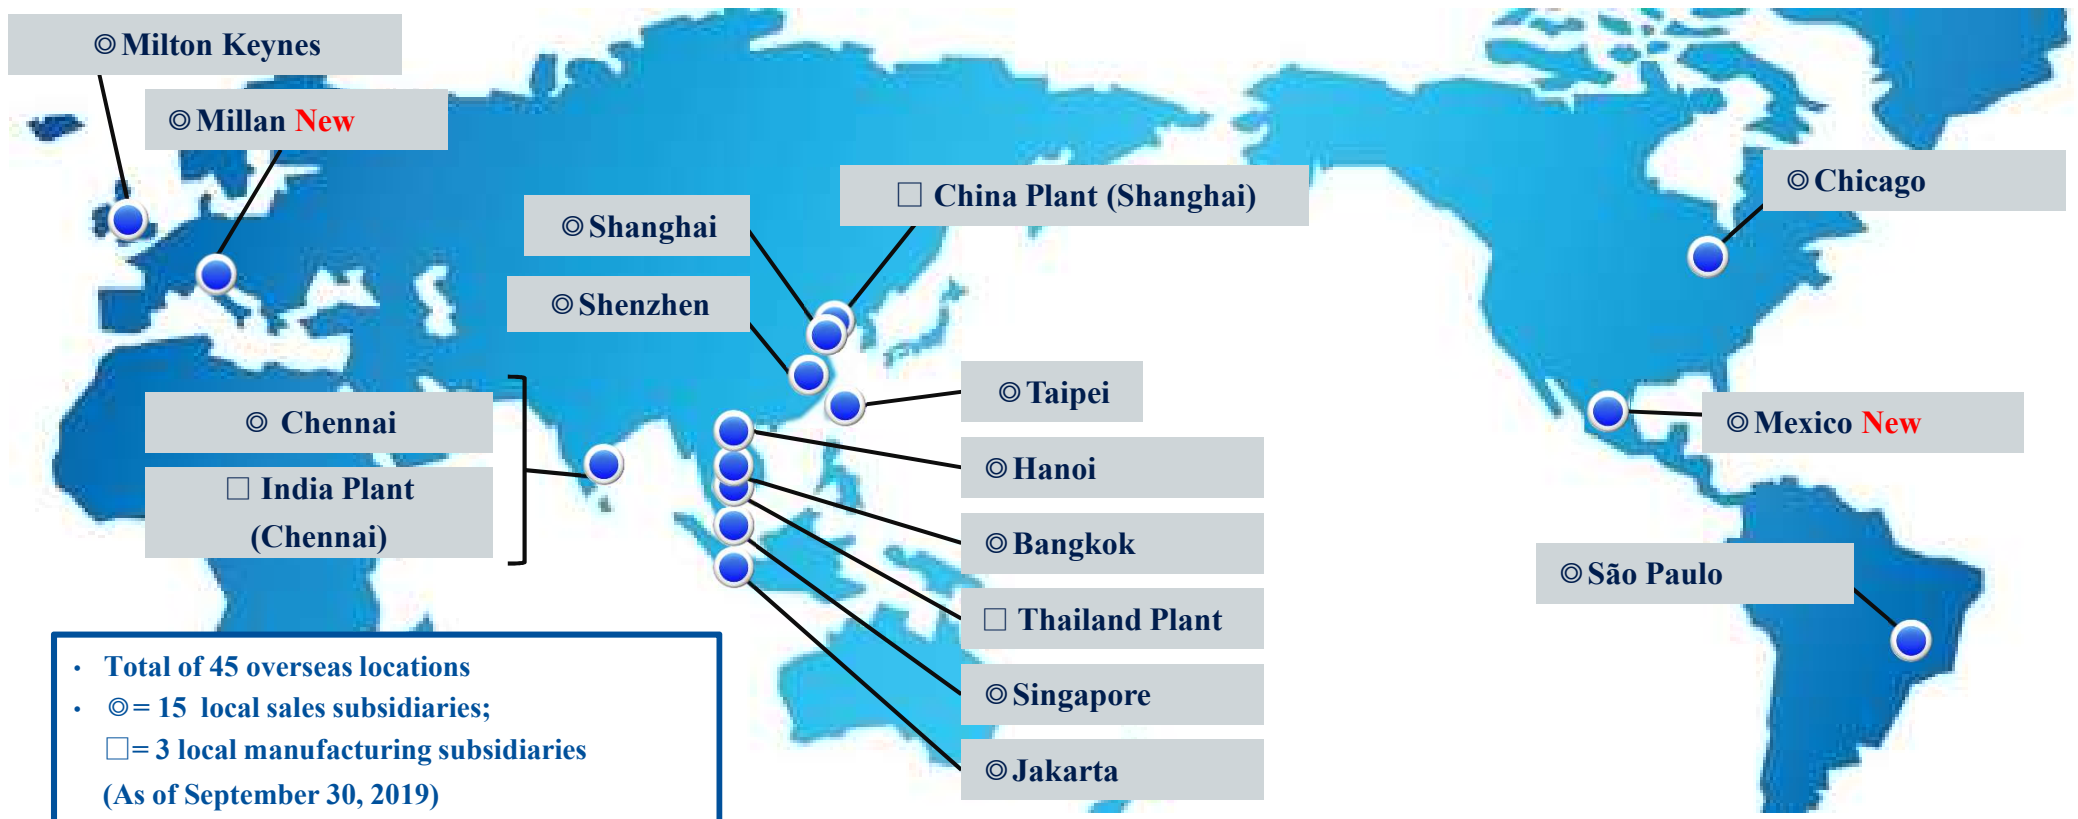 ◎Milton Keynes
◎Millan New
□ China Plant (Shanghai)
◎Chicago
◎Shanghai
◎Shenzhen
◎Taipei
◎ Chennai
◎Mexico New
◎Hanoi
□ India Plant
(Chennai)
◎Bangkok
◎São Paulo
□ Thailand Plant
◎Singapore
◎Jakarta
・ Total of 45 overseas locations
・ ◎= 15 local sales subsidiaries;
□= 3 local manufacturing subsidiaries
(As of September 30, 2019)